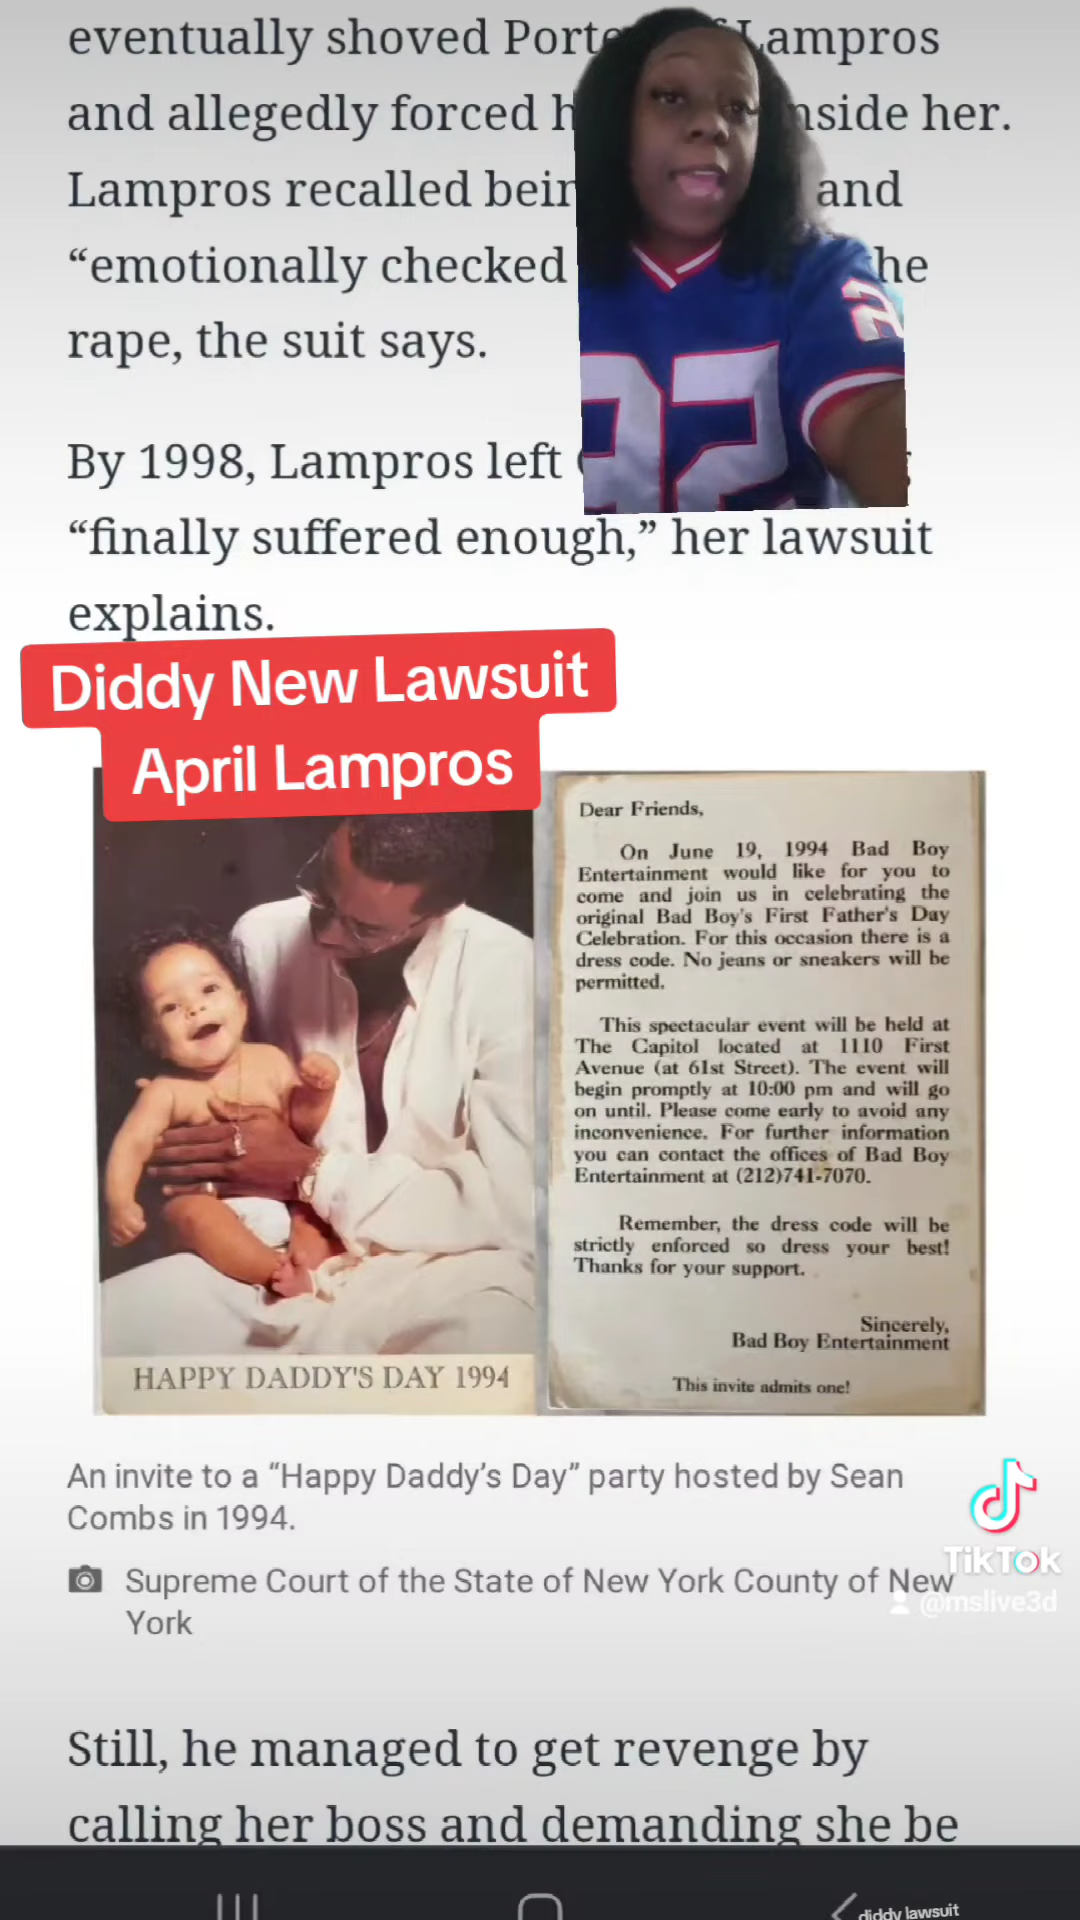 eventually shoved Lampros
and allegedly forced her.
Lampros recalled and
“emotionally checked
rape, the suit says.
By 1998, Lampros left
“finally suffered enough,” her lawsuit
explains.
Diddy New Lawsuit
April Lampros
92
2
Dear Friends,
On June 19, 1994 Bad Boy
Entertainment would like for you to
come and join us in celebrating the
original Bad Boy's First Father's Day
Celebration. For this occasion there is a
dress code. No jeans or sneakers will be
permitted.
This spectacular event will be held at
The Capitol located at 1110 First
Avenue (at 61st Street). The event will
begin promptly at 10:00 pm and will go
on until. Please come early to avoid any
inconvenience. For further information
you can contact the offices of Bad Boy
Entertainment at (212)741-7070.
Remember, the dress code will be
strictly enforced so dress your best!
Thanks for your support.
Sincerely,
Bad Boy Entertainment
This invite admits one!
HAPPY DADDY'S DAY 1994
An invite to a “Happy Daddy’s Day” party hosted by Sean
Combs in 1994.
Supreme Court of the State of New York County of New
York
TikTok
@mslive3d
Still, he managed to get revenge by
calling her boss and demanding she be
diddy lawsuit